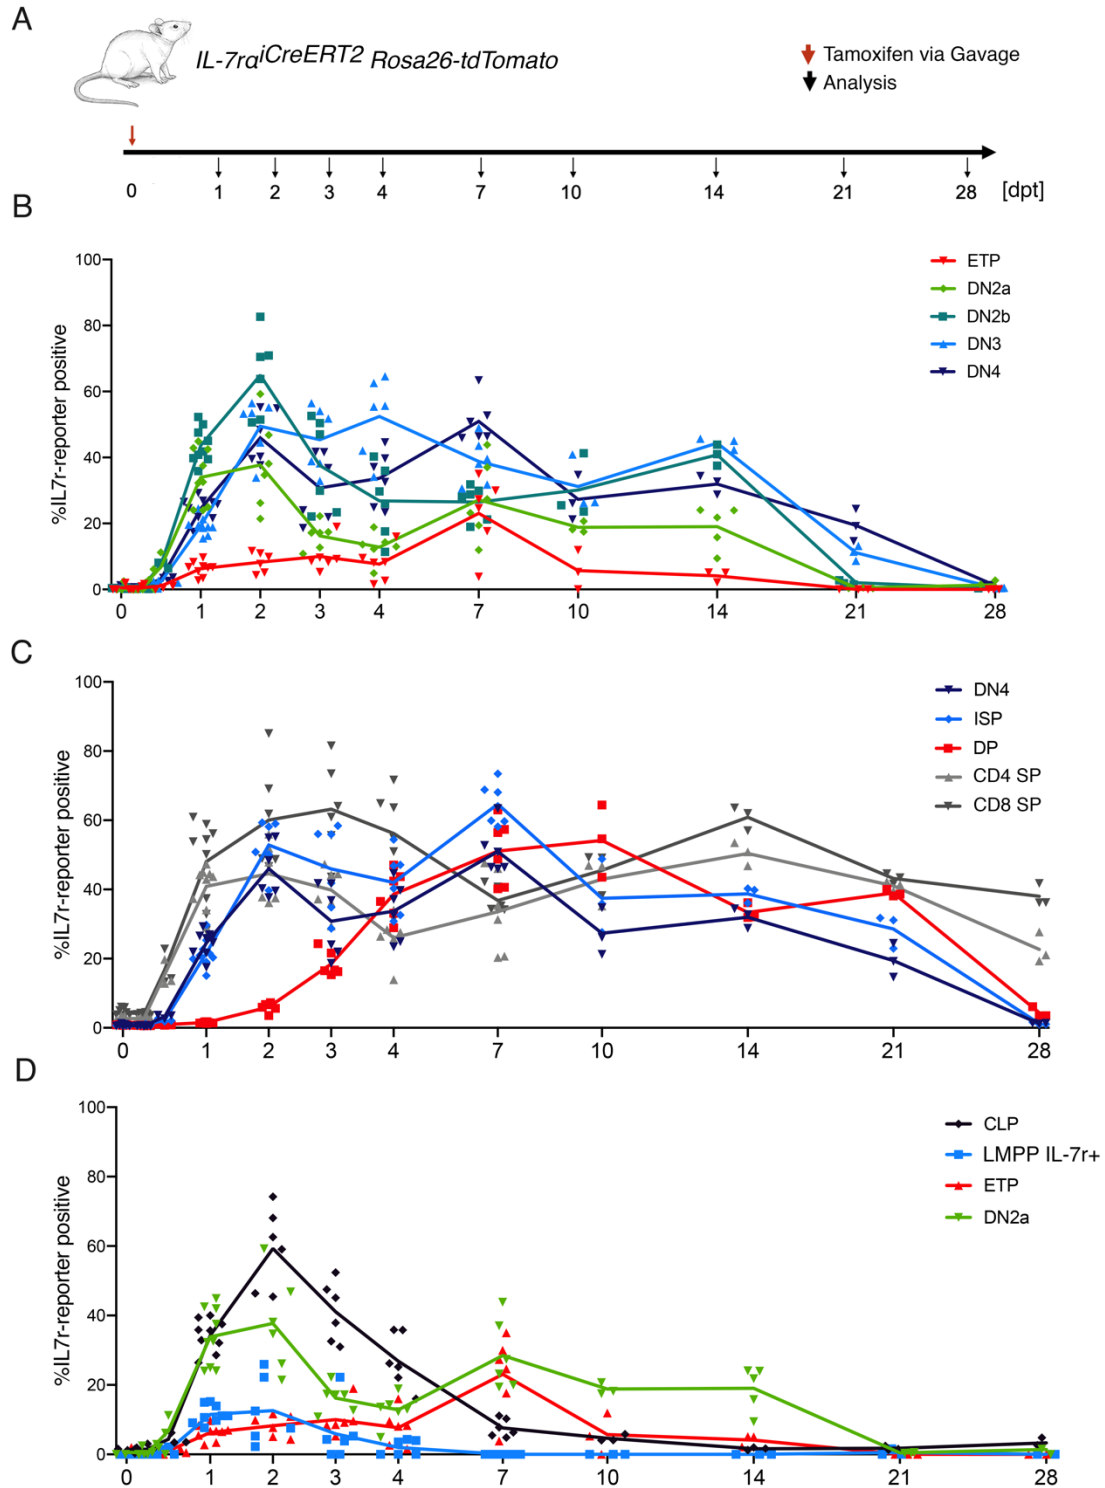 A
IL-7rαiCreERT2 Rosa26-tdTomato
Tamoxifen via Gavage
Analysis
0 1 2 3 4 7 10 14 21 28 [dpt]
B
%IL7r-reporter positive
100
80
60
40
20
0
0 1 2 3 4 7 10 14 21 28
ETP
DN2a
DN2b
DN3
DN4
C
%IL7r-reporter positive
100
80
60
40
20
0
0 1 2 3 4 7 10 14 21 28
DN4
ISP
DP
CD4 SP
CD8 SP
D
%IL7r-reporter positive
100
80
60
40
20
0
0 1 2 3 4 7 10 14 21 28
CLP
LMPP IL-7r+
ETP
DN2a